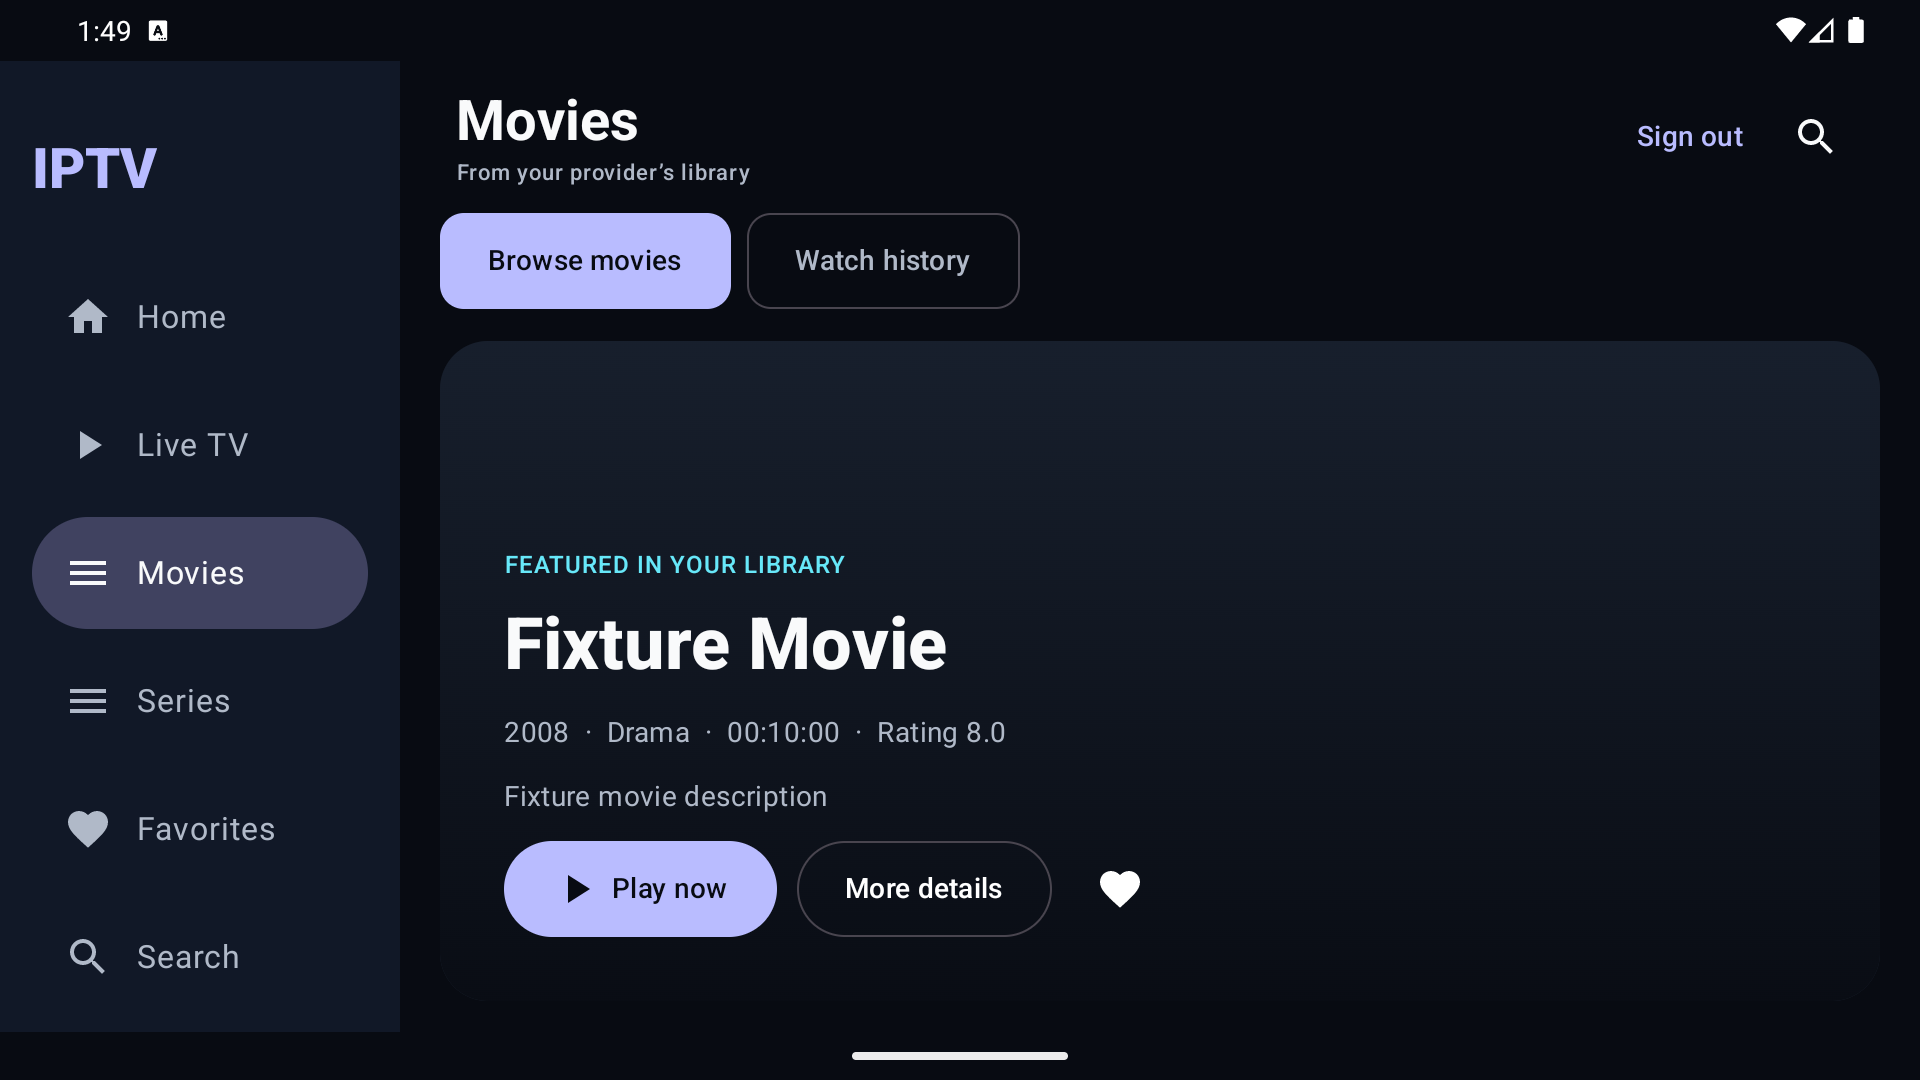 1:49
IPTV
Home
Live TV
Movies
Series
Favorites
Search
Movies
From your provider’s library
Sign out
Browse movies
Watch history
FEATURED IN YOUR LIBRARY
Fixture Movie
2008 · Drama · 00:10:00 · Rating 8.0
Fixture movie description
Play now
More details